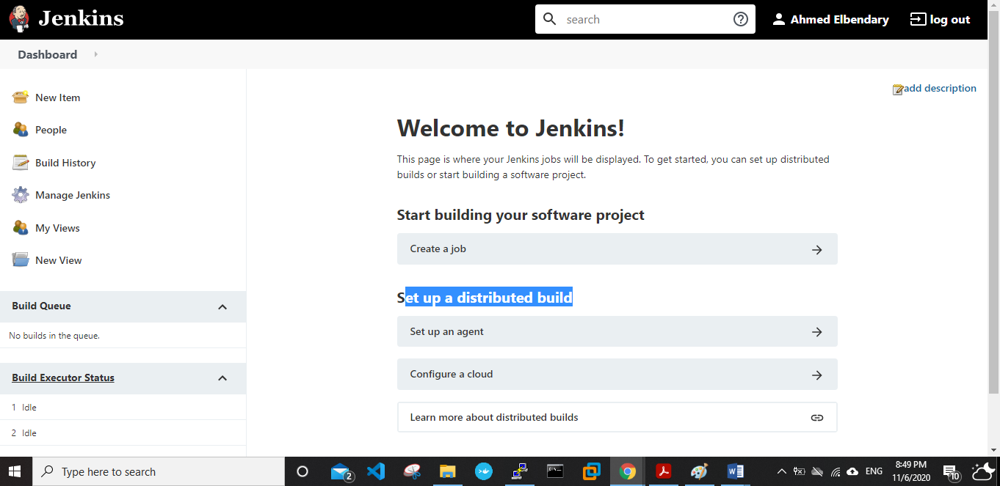 Jenkins
search
Ahmed Elbendary
log out
Dashboard
New Item
People
Build History
Manage Jenkins
My Views
New View
Build Queue
No builds in the queue.
Build Executor Status
1 Idle
2 Idle
add description
Welcome to Jenkins!
This page is where your Jenkins jobs will be displayed. To get started, you can set up distributed
builds or start building a software project.
Start building your software project
Create a job
Set up a distributed build
Set up an agent
Configure a cloud
Learn more about distributed builds
Type here to search
2
ENG
8:49 PM
11/6/2020
10